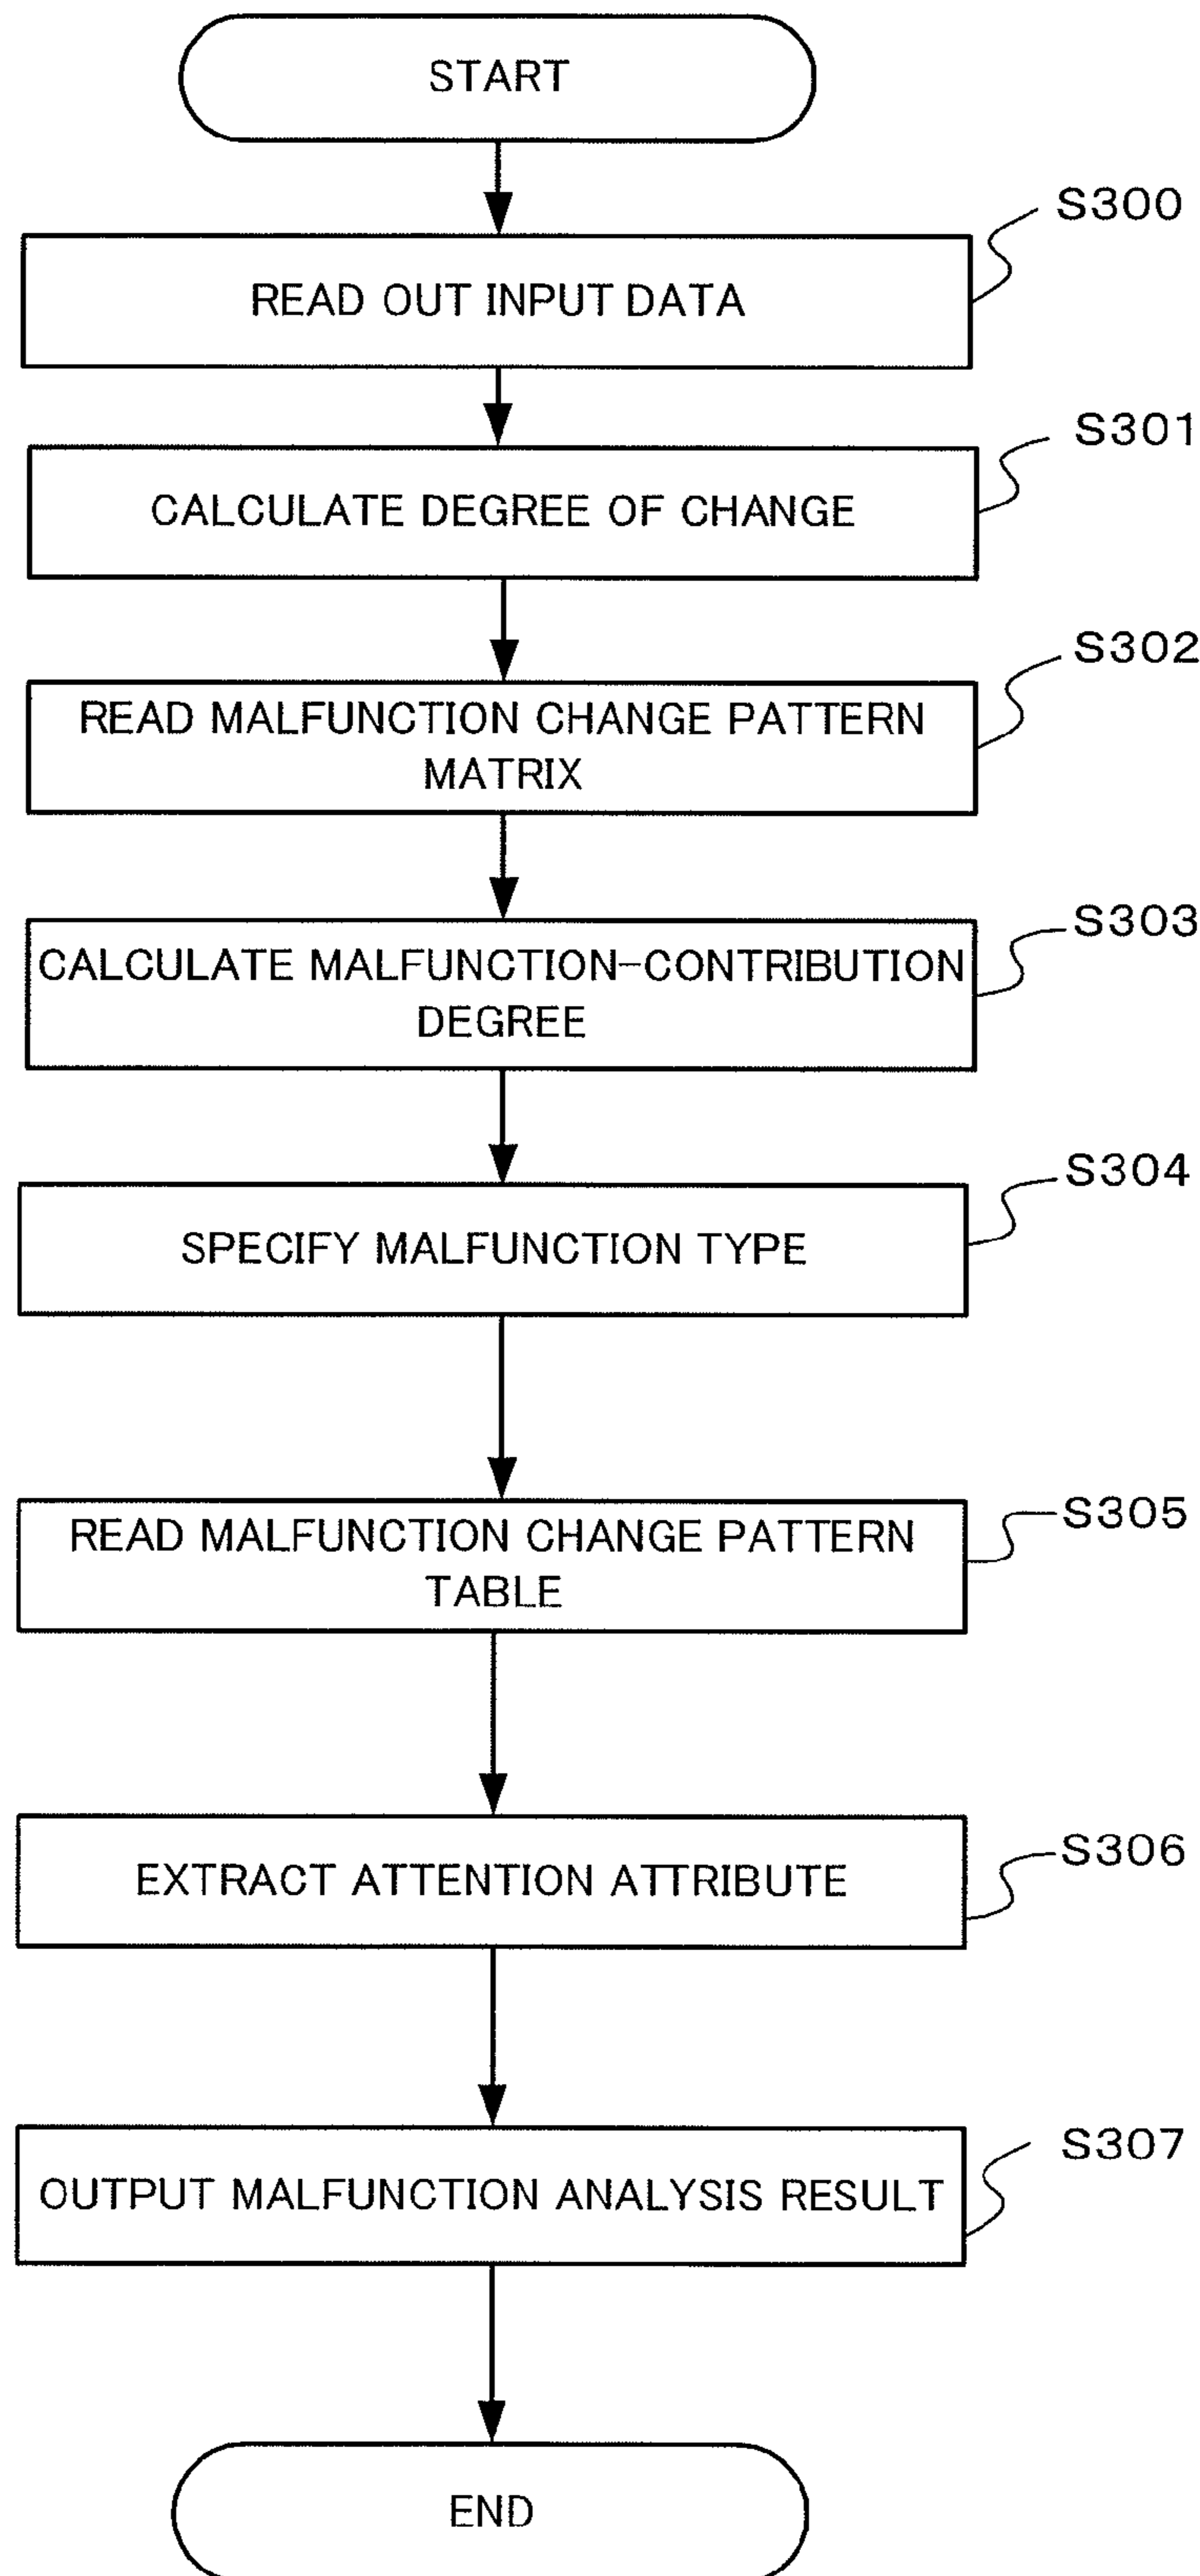 START
S300
READ OUT INPUT DATA
S301
CALCULATE DEGREE OF CHANGE
S302
READ MALFUNCTION CHANGE PATTERN
MATRIX
S303
CALCULATE MALFUNCTION-CONTRIBUTION
DEGREE
S304
SPECIFY MALFUNCTION TYPE
S305
READ MALFUNCTION CHANGE PATTERN
TABLE
S306
EXTRACT ATTENTION ATTRIBUTE
S307
OUTPUT MALFUNCTION ANALYSIS RESULT
END